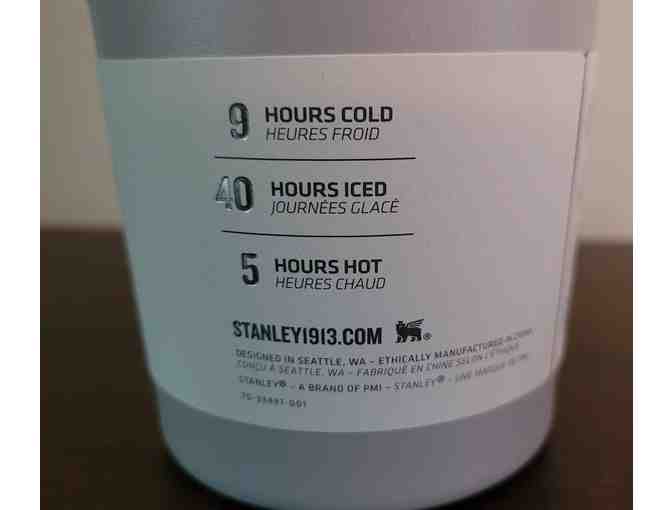 9 HOURS COLD
HEURES FROID
40 HOURS ICED
JOURNÉES GLACÉ
5 HOURS HOT
HEURES CHAUD
STANLEY1913.COM ®
DESIGNED IN SEATTLE, WA – ETHICALLY MANUFACTURED IN CHINA
CONÇU À SEATTLE, WA – FABRIQUÉ EN CHINE SELON L'ÉTHIQUE
STANLEY® – A BRAND OF PMI – STANLEY® – UNE MARQUE DE PMI